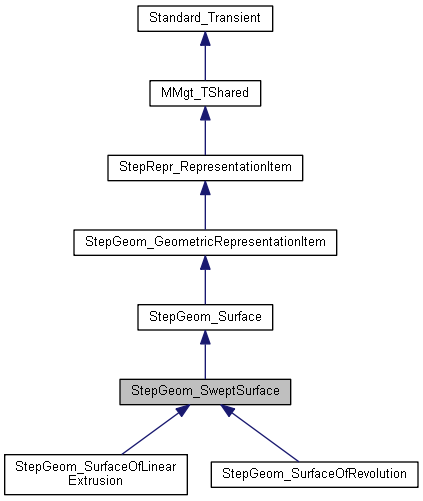 Standard_Transient
MMgt_TShared
StepRepr_RepresentationItem
StepGeom_GeometricRepresentationItem
StepGeom_Surface
StepGeom_SweptSurface
StepGeom_SurfaceOfLinear
Extrusion
StepGeom_SurfaceOfRevolution